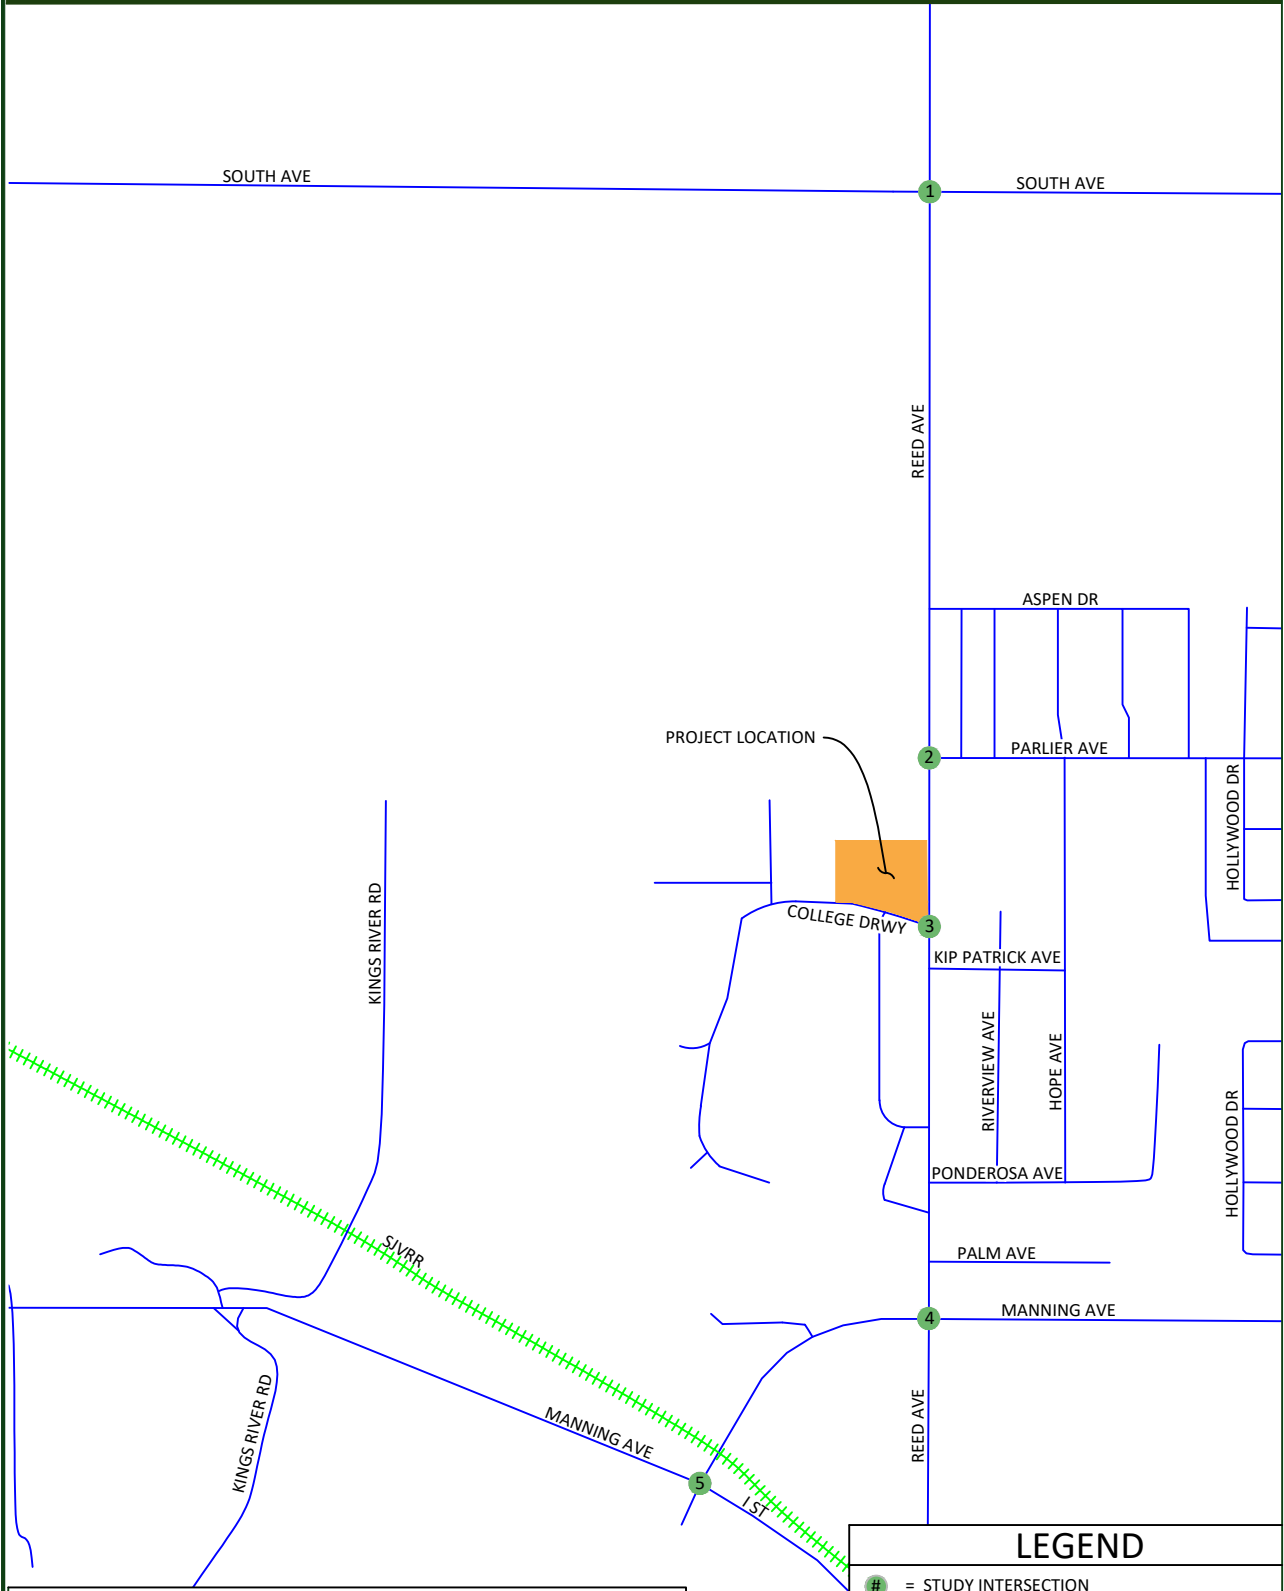 SOUTH AVE
1
SOUTH AVE
REED AVE
ASPEN DR
PROJECT LOCATION
2
PARLIER AVE
HOLLYWOOD DR
COLLEGE DRWY
3
KINGS RIVER RD
KIP PATRICK AVE
RIVERVIEW AVE
HOPE AVE
HOLLYWOOD DR
PONDEROSA AVE
SJVRR
PALM AVE
4
MANNING AVE
KINGS RIVER RD
MANNING AVE
REED AVE
5
I ST
LEGEND
# = STUDY INTERSECTION